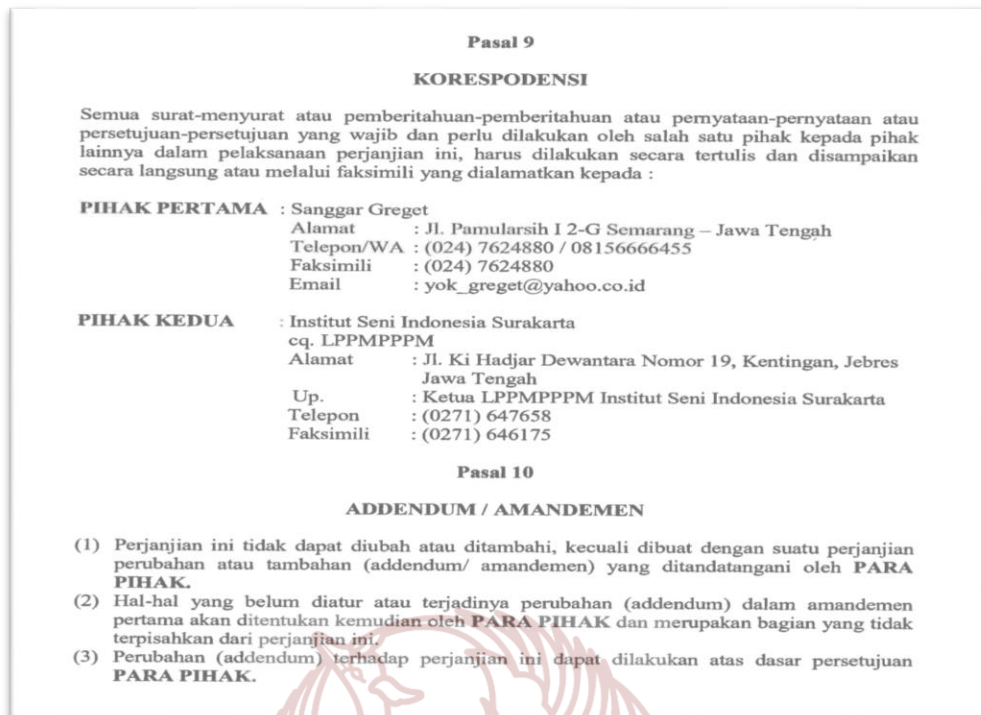 Pasal 9
KORESPODENSI
Semua surat-menyurat atau pemberitahuan-pemberitahuan atau pernyataan-pernyataan atau
persetujuan-persetujuan yang wajib dan perlu dilakukan oleh salah satu pihak kepada pihak
lainnya dalam pelaksanaan perjanjian ini, harus dilakukan secara tertulis dan disampaikan
secara langsung atau melalui faksimili yang dialamatkan kepada :
PIHAK PERTAMA : Sanggar Greget
Alamat : Jl. Pamularsih I 2-G Semarang – Jawa Tengah
Telepon/WA : (024) 7624880 / 08156666455
Faksimili : (024) 7624880
Email : yok_greget@yahoo.co.id
PIHAK KEDUA : Institut Seni Indonesia Surakarta
cq. LPPMPPPM
Alamat : Jl. Ki Hadjar Dewantara Nomor 19, Kentingan, Jebres
Jawa Tengah
Up. : Ketua LPPMPPPM Institut Seni Indonesia Surakarta
Telepon : (0271) 647658
Faksimili : (0271) 646175
Pasal 10
ADDENDUM / AMANDEMEN
(1) Perjanjian ini tidak dapat diubah atau ditambahi, kecuali dibuat dengan suatu perjanjian
perubahan atau tambahan (addendum/ amandemen) yang ditandatangani oleh PARA
PIHAK.
(2) Hal-hal yang belum diatur atau terjadinya perubahan (addendum) dalam amandemen
pertama akan ditentukan kemudian oleh PARA PIHAK dan merupakan bagian yang tidak
terpisahkan dari perjanjian ini.
(3) Perubahan (addendum) terhadap perjanjian ini dapat dilakukan atas dasar persetujuan
PARA PIHAK.